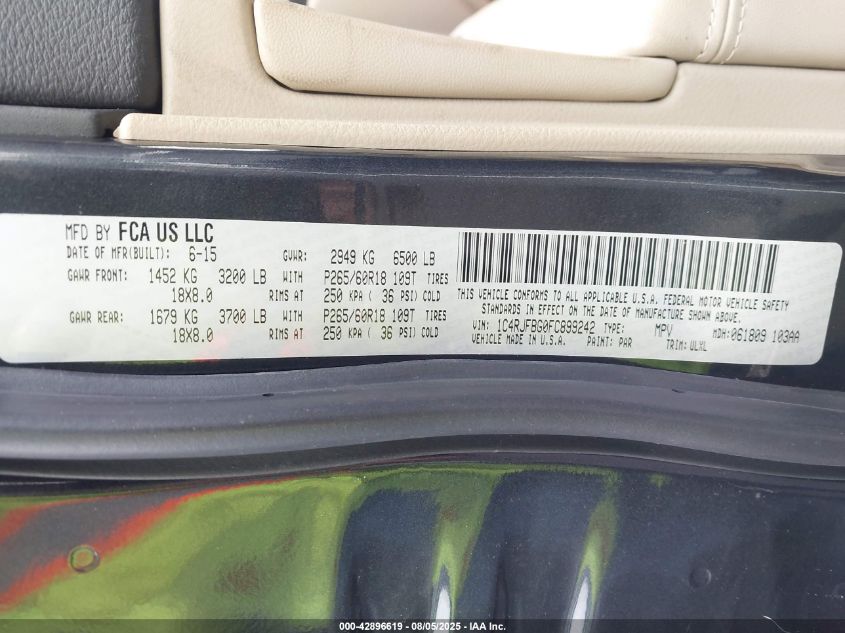 MFD BY FCA US LLC
DATE OF MFR(BUILT): 6-15 GVWR: 2949 KG 6500 LB
GAWR FRONT: 1452 KG 3200 LB WITH P265/60R18 109T TIRES
18X8.0 RIMS AT 250 KPA ( 36 PSI) COLD
GAWR REAR: 1679 KG 3700 LB WITH P265/60R18 109T TIRES
18X8.0 RIMS AT 250 KPA ( 36 PSI) COLD
THIS VEHICLE CONFORMS TO ALL APPLICABLE U.S.A. FEDERAL MOTOR VEHICLE SAFETY
STANDARDS IN EFFECT ON THE DATE OF MANUFACTURE SHOWN ABOVE.
VIN: 1C4RJFBG0FC899242 TYPE: MPV MDH: 061809 103AA
VEHICLE MADE IN U.S.A. PAINT: PAR TRIM: ULXL
000-42896619 - 08/05/2025 - IAA Inc.